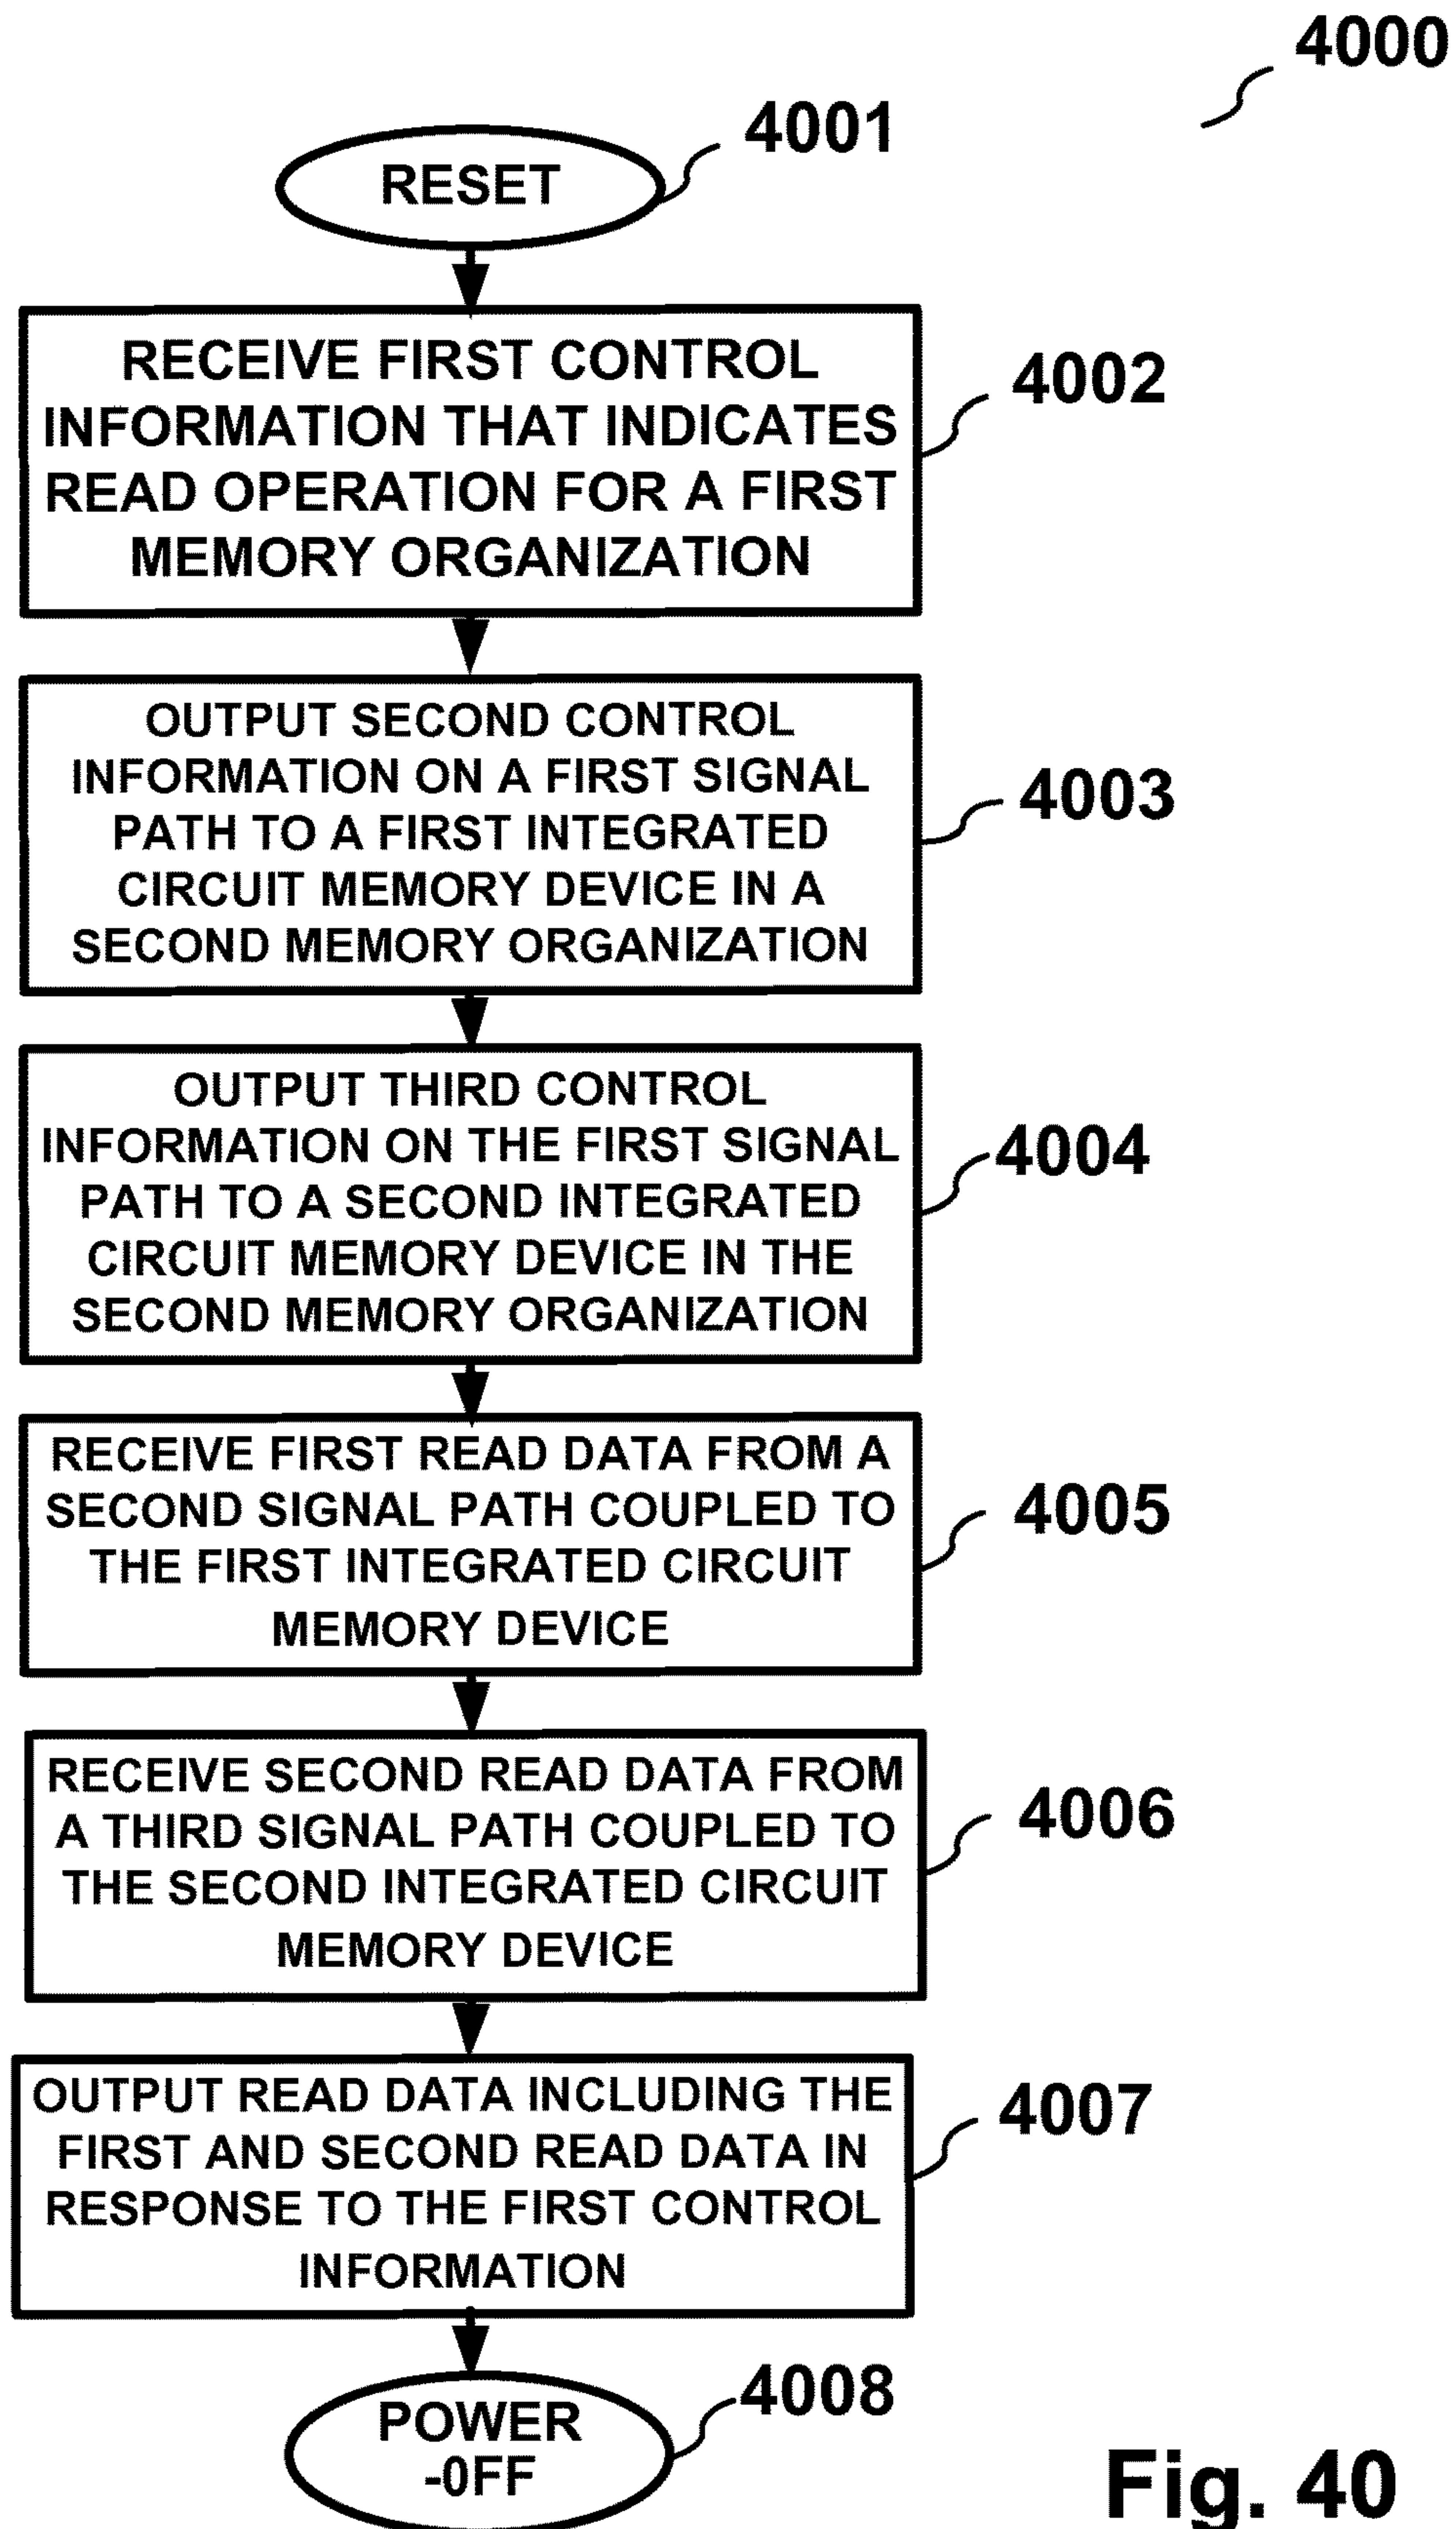 4000
4001
RESET
RECEIVE FIRST CONTROL
INFORMATION THAT INDICATES
READ OPERATION FOR A FIRST
MEMORY ORGANIZATION
4002
OUTPUT SECOND CONTROL
INFORMATION ON A FIRST SIGNAL
PATH TO A FIRST INTEGRATED
CIRCUIT MEMORY DEVICE IN A
SECOND MEMORY ORGANIZATION
4003
OUTPUT THIRD CONTROL
INFORMATION ON THE FIRST SIGNAL
PATH TO A SECOND INTEGRATED
CIRCUIT MEMORY DEVICE IN THE
SECOND MEMORY ORGANIZATION
4004
RECEIVE FIRST READ DATA FROM A
SECOND SIGNAL PATH COUPLED TO
THE FIRST INTEGRATED CIRCUIT
MEMORY DEVICE
4005
RECEIVE SECOND READ DATA FROM
A THIRD SIGNAL PATH COUPLED TO
THE SECOND INTEGRATED CIRCUIT
MEMORY DEVICE
4006
OUTPUT READ DATA INCLUDING THE
FIRST AND SECOND READ DATA IN
RESPONSE TO THE FIRST CONTROL
INFORMATION
4007
POWER
-0FF
4008
Fig. 40